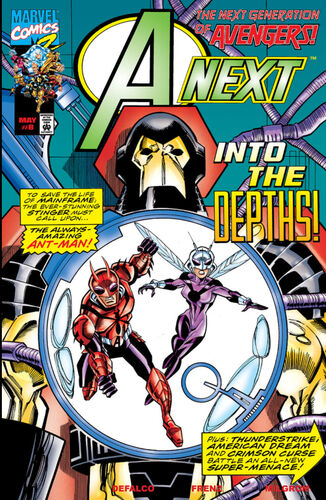 MARVEL
COMICS
THE NEXT GENERATION
OF AVENGERS!
A NEXT
MAY
#8
INTO
THE
DEPTHS!
TO SAVE THE LIFE
OF MAINFRAME,
THE EVER-STUNNING
STINGER MUST
CALL UPON...
THE ALWAYS-
AMAZING
ANT-MAN!
PLUS: THUNDERSTRIKE,
AMERICAN DREAM
AND CRIMSON CURSE
BATTLE AN ALL-NEW
SUPER-MENACE!
DEFALCO FRENZ MILGROM